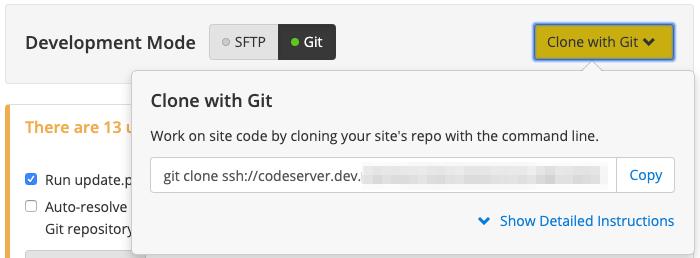 Development Mode
SFTP
Git
Clone with Git
Clone with Git
Work on site code by cloning your site's repo with the command line.
git clone ssh://codeserver.dev.
Copy
Show Detailed Instructions
There are 13
Run update.p
Auto-resolve
Git repository